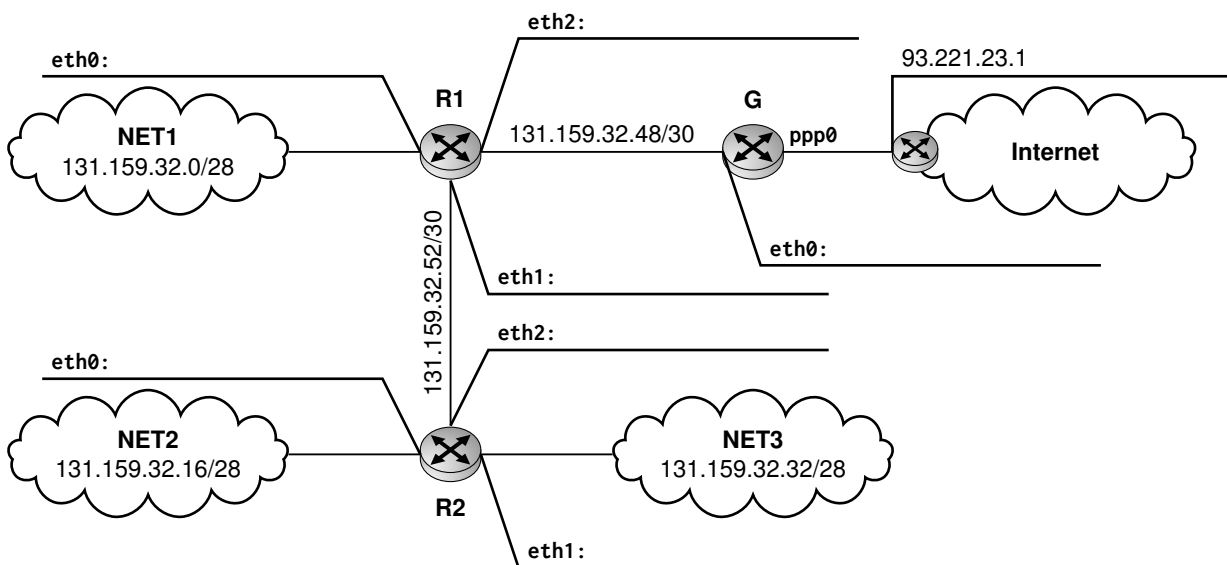 eth2:
eth0:
93.221.23.1
R1
G
NET1
131.159.32.0/28
131.159.32.48/30
ppp0
Internet
131.159.32.52/30
eth0:
eth1:
eth2:
eth0:
NET2
131.159.32.16/28
NET3
131.159.32.32/28
R2
eth1: